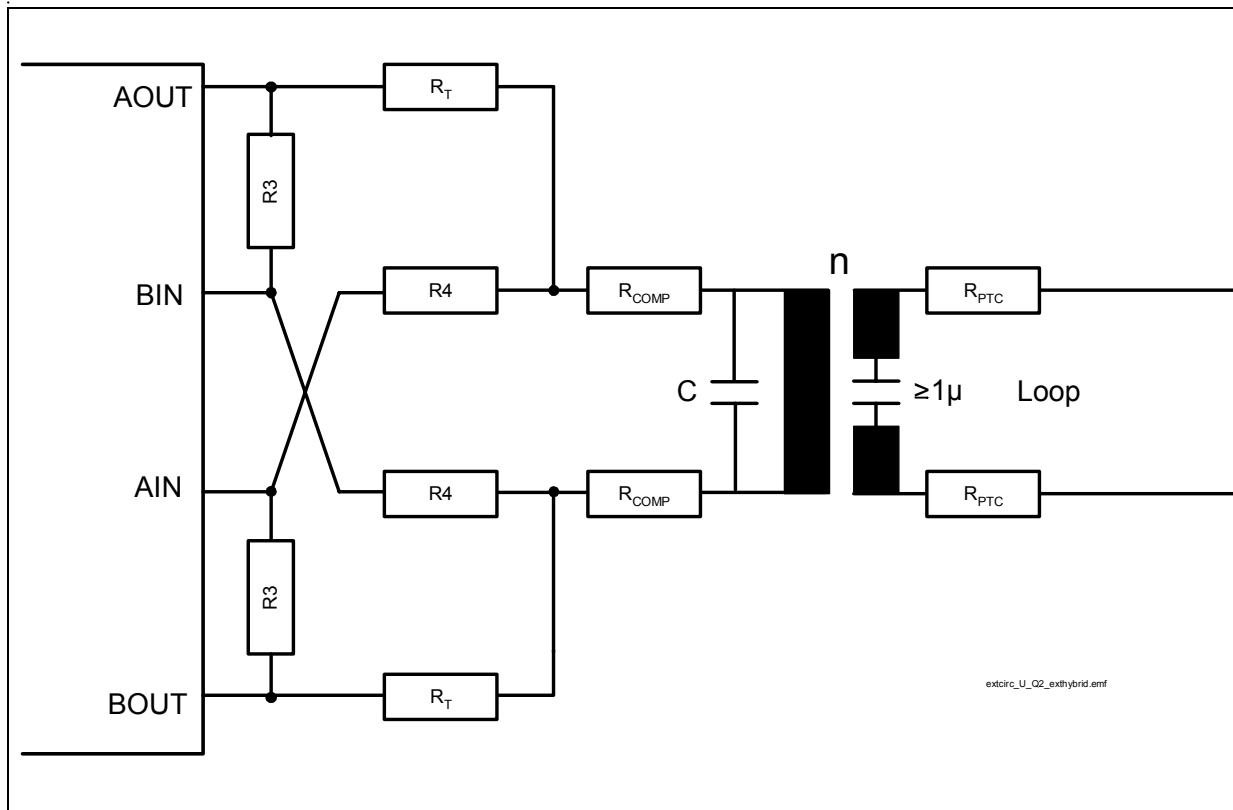 AOUT
R_T
R3
n
BIN
R4
R_COMP
R_PTC
C
≥1µ
Loop
AIN
R4
R_COMP
R_PTC
R3
BOUT
R_T
extcirc_U_Q2_exthybrid.emf